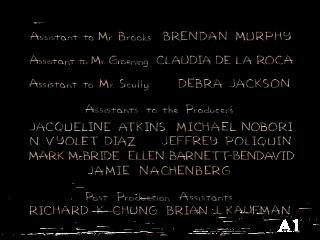 Assistant to Mr. Brooks BRENDAN MURPHY
Assistant to Mr. Groening CLAUDIA DE LA ROCA
Assistant to Mr. Scully DEBRA JACKSON
Assistants to the Producers
JACQUELINE ATKINS MICHAEL NOBORI
N. VYOLET DIAZ JEFFREY POLIQUIN
MARK McBRIDE ELLEN BARNETT-BENDAVID
JAMIE NACHENBERG
Post Production Assistants
RICHARD K. CHUNG BRIAN J. KAUFMAN
A1